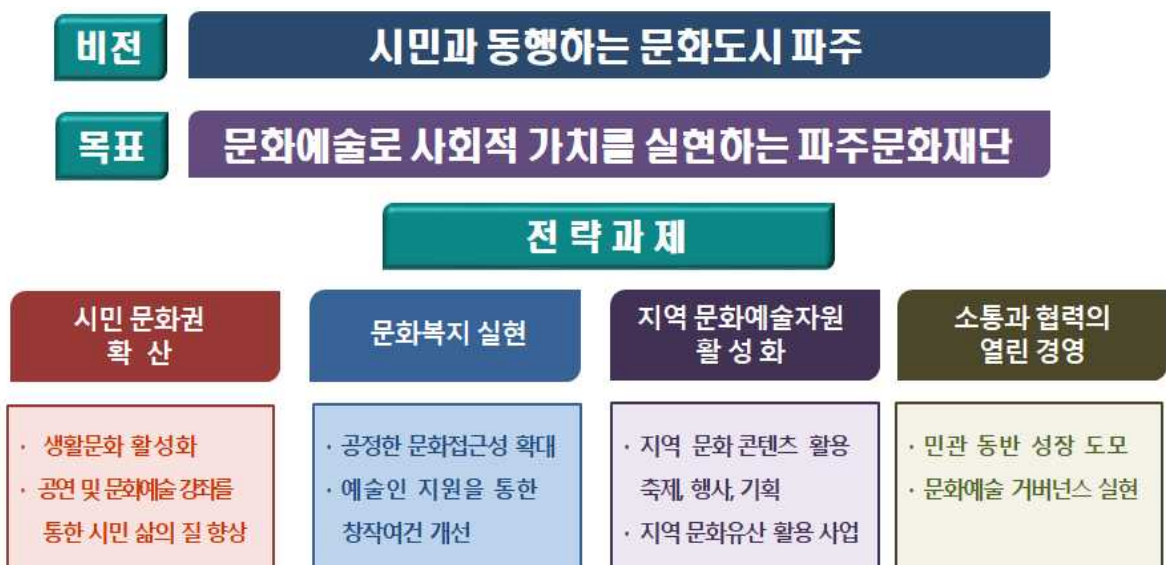 비전
시민과 동행하는 문화도시 파주
목표
문화예술로 사회적 가치를 실현하는 파주문화재단
전 략 과 제
시민 문화권
확 산
· 생활문화 활성화
· 공연 및 문화예술 강좌를
통한 시민 삶의 질 향상
문화복지 실현
· 공정한 문화접근성 확대
· 예술인 지원을 통한
창작여건 개선
지역 문화예술자원
활 성 화
· 지역 문화 콘텐츠 활용
축제, 행사, 기획
· 지역 문화유산 활용 사업
소통과 협력의
열린 경영
· 민관 동반 성장 도모
· 문화예술 거버넌스 실현